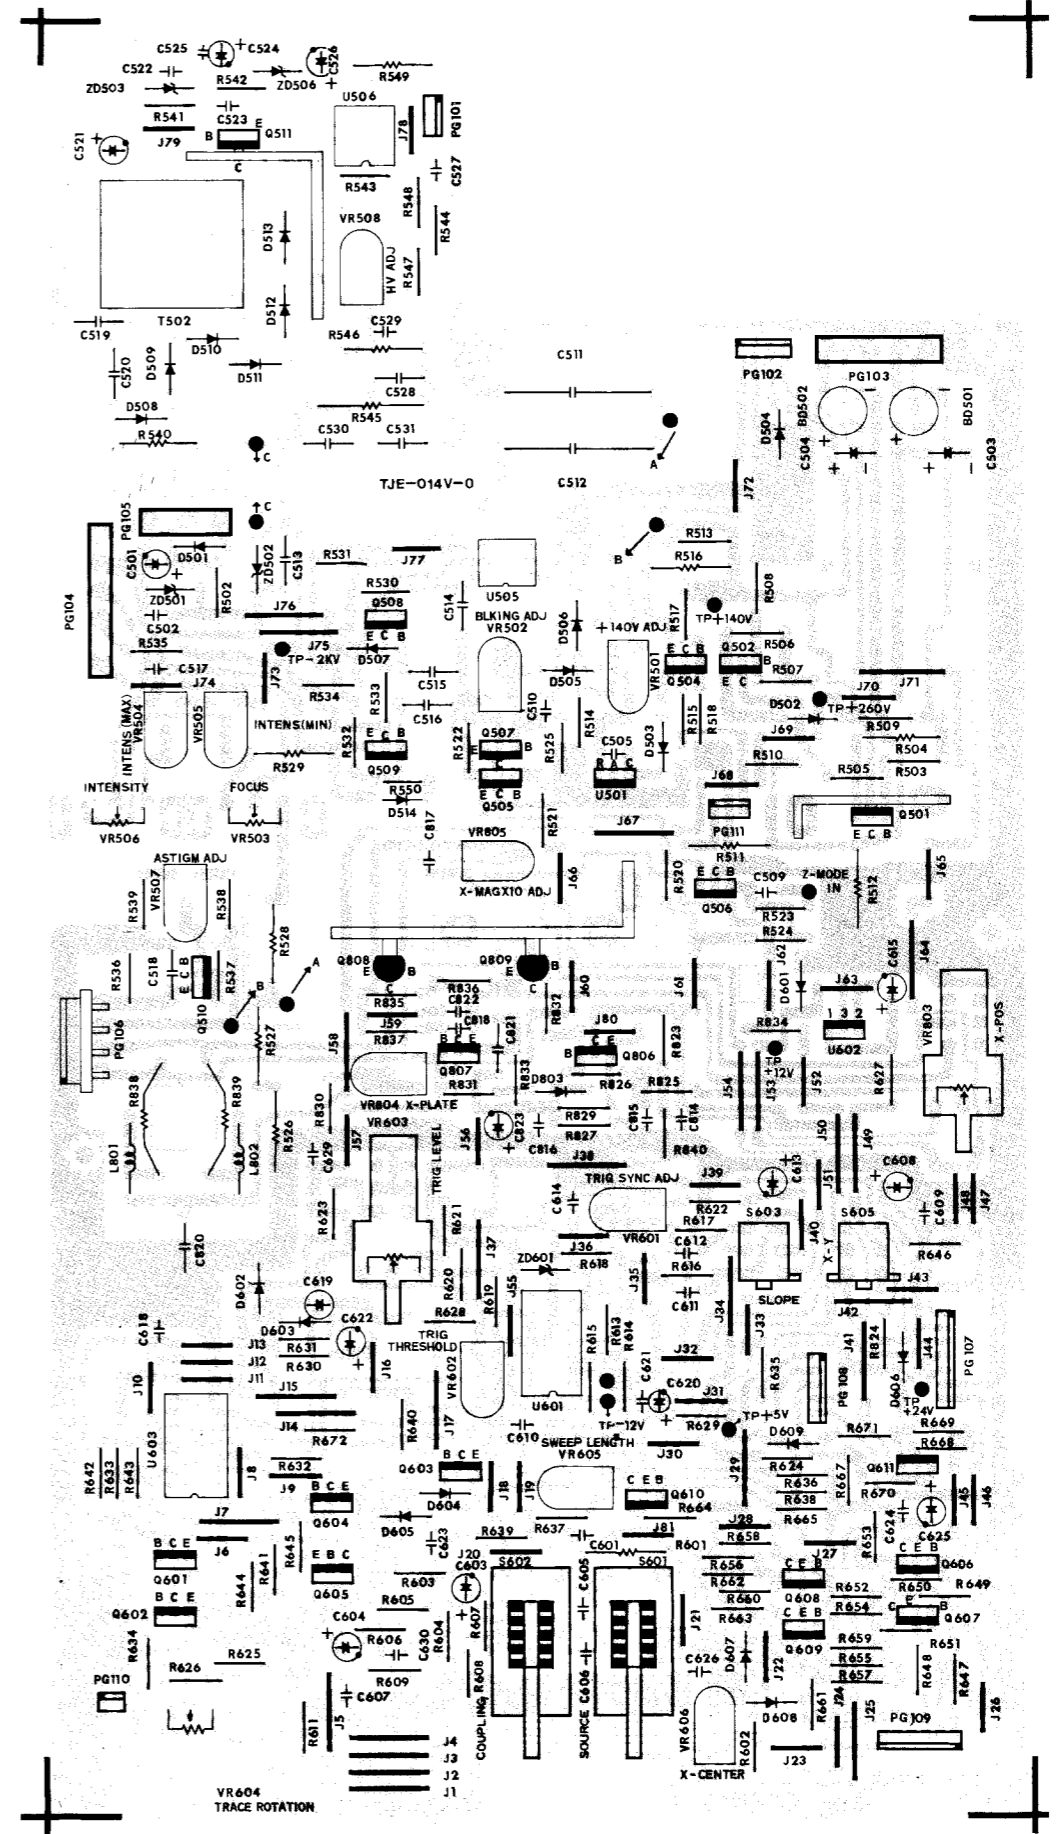 C525 C524 C526
C522 R542 R549
ZD503 ZD506
U506
C523
R541 B E Q511 J78 PG101
J79
C521
C
R543 C527
R548
VR508 R544
D513
HV ADJ R547
D512
C519 T502 C529
R546
D510 C511
C520 D509 D511 PG102 PG103
C528
D508 BD502 BD501
R545 D504
R540 C530 C531 C504 C503
C A
TJE-014V-0 C512 J72
C
PG105
R513
D501 R531 J77 R516
C501 ZD502 C513 B
R530 U505 R508
ZD501 R502 J76 Q508 C514 BLKING ADJ R517 TP+140V
PG104 C502 VR502 D506 +140V ADJ
R535 J75 E C B E C B Q502 R506
TP-2KV D507 D505 VR501 Q504 B
C517 J73 C515 E C R507 J71
J74 R534 R533 C510 D502 J70
INTENS(MAX) C516 R514 R515 R518 TP+260V
VR504 VR505 INTENS(MIN) R532 R522 Q507 R525 D503 J69 R509
E C B E B C505 R504
R529 Q509 E C B R A C R510 R505 R503
INTENSITY FOCUS R550 Q505 U501 J68
D514 R521 Q501
VR506 VR503 C817 VR805 J67 PG111 E C B
ASTIGM ADJ R511
X-MAGX10 ADJ J66 R520 E C B C509 Z-MODE IN R512 J65
R539 VR507 R538 Q506 R523
R524
R528 J62 J64
A Q808 Q809 C615
R536 C518 E C B R537 B E B E B R836 J60 J61 D601 J63
C R835 C822 C R832
Q510 J59 C818 J80 R823 R834 1 3 2 VR803 X-POS
R527 R837 C821 C E U602
PG106 J58 B C E B Q806 TP +12V
Q807 R833 D803 R826
R838 R839 R831 R825 J54 J53 J52 R627
VR804 X-PLATE R829 C815 C814
R830 VR603 C823
L801 L802 R526 C629 J57 TRIG LEVEL J56 C816 R827 R840 J50 J49
J38
TRIG SYNC ADJ J39 C613 J51 C608
R623 C614 R622 S603 S605 C609 J48 J47
R621 VR601 R617 J40
C820 J37 J36 C612 X-Y R646
ZD601 R618 J35 R616
D602 C619 R620 R619 J55 C611 J34 J43
SLOPE J42
C618 D603 C622 R628 R615 R613 R614 J33
J13 R631 TRIG THRESHOLD J41 R824 J44
J12 R630 J16 J32 PG107
J10 J11 VR602 C621 R635
C620 PG108 D606
J15 U601 J31 TP +24V
R640 J17 C610 TP-12V R629 TP+5V R669
J14 R672 SWEEP LENGTH D609 R671 R668
U603 VR605 J30
R642 R633 R643 J8 R632 Q603 B C E J29 R624 R667 Q611
J9 D604 J18 J19 C E B Q610 R636 R670 J45 J46
B C E R664 R638
J7 Q604 D605 R637 R665 C624
R639 J81 J28 R653 C625
J6 R645 C623 C601 R601 R658 J27
B C E R641 E B C J20 S602 S601 R656 C E B
C603 C605 C E B Q606
Q601 R644 Q605 R603 R662 Q608 R652 R650 R649
B C E
Q602 C604 R605 R607 R660 R654 C E B
R604 R663 C E B Q607
R634 R606 C630 J21 Q609 R659 R651
R625 D607 R655 R648
R626 R609 R608 C606 C626 J22 R657 R647
PG110 C607 J26
COUPLING SOURCE VR606 D608 R661 J24 J25
R611 J5 PG109
J4 R602
J3 J23
J2 X-CENTER
VR604 J1
TRACE ROTATION